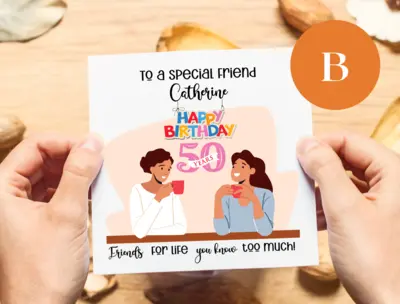 TO A SPECIAL FRIEND
Catherine
HAPPY
BIRTHDAY
50
YEARS
Friends FOR LIFE you know TOO MUCH!
B